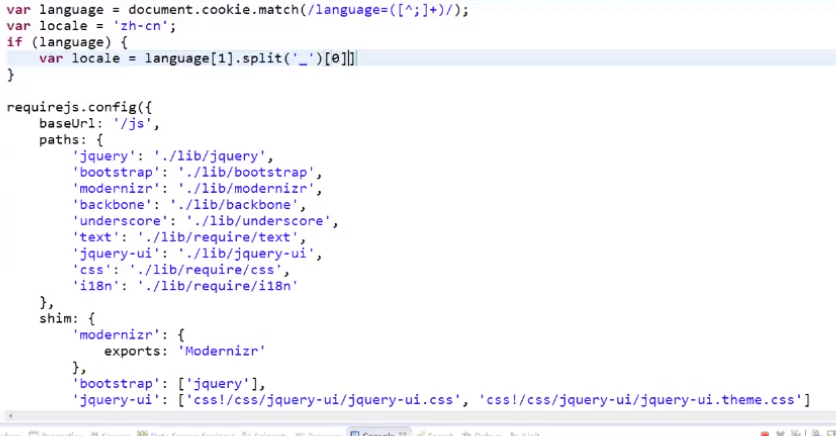 var language = document.cookie.match(/language=([^;]+)/);
var locale = 'zh-cn';
if (language) {
    var locale = language[1].split('_')[0]]
}

requirejs.config({
    baseUrl: '/js',
    paths: {
        'jquery': './lib/jquery',
        'bootstrap': './lib/bootstrap',
        'modernizr': './lib/modernizr',
        'backbone': './lib/backbone',
        'underscore': './lib/underscore',
        'text': './lib/require/text',
        'jquery-ui': './lib/jquery-ui',
        'css': './lib/require/css',
        'i18n': './lib/require/i18n'
    },
    shim: {
        'modernizr': {
            exports: 'Modernizr'
        },
        'bootstrap': ['jquery'],
        'jquery-ui': ['css!/css/jquery-ui/jquery-ui.css', 'css!/css/jquery-ui/jquery-ui.theme.css']